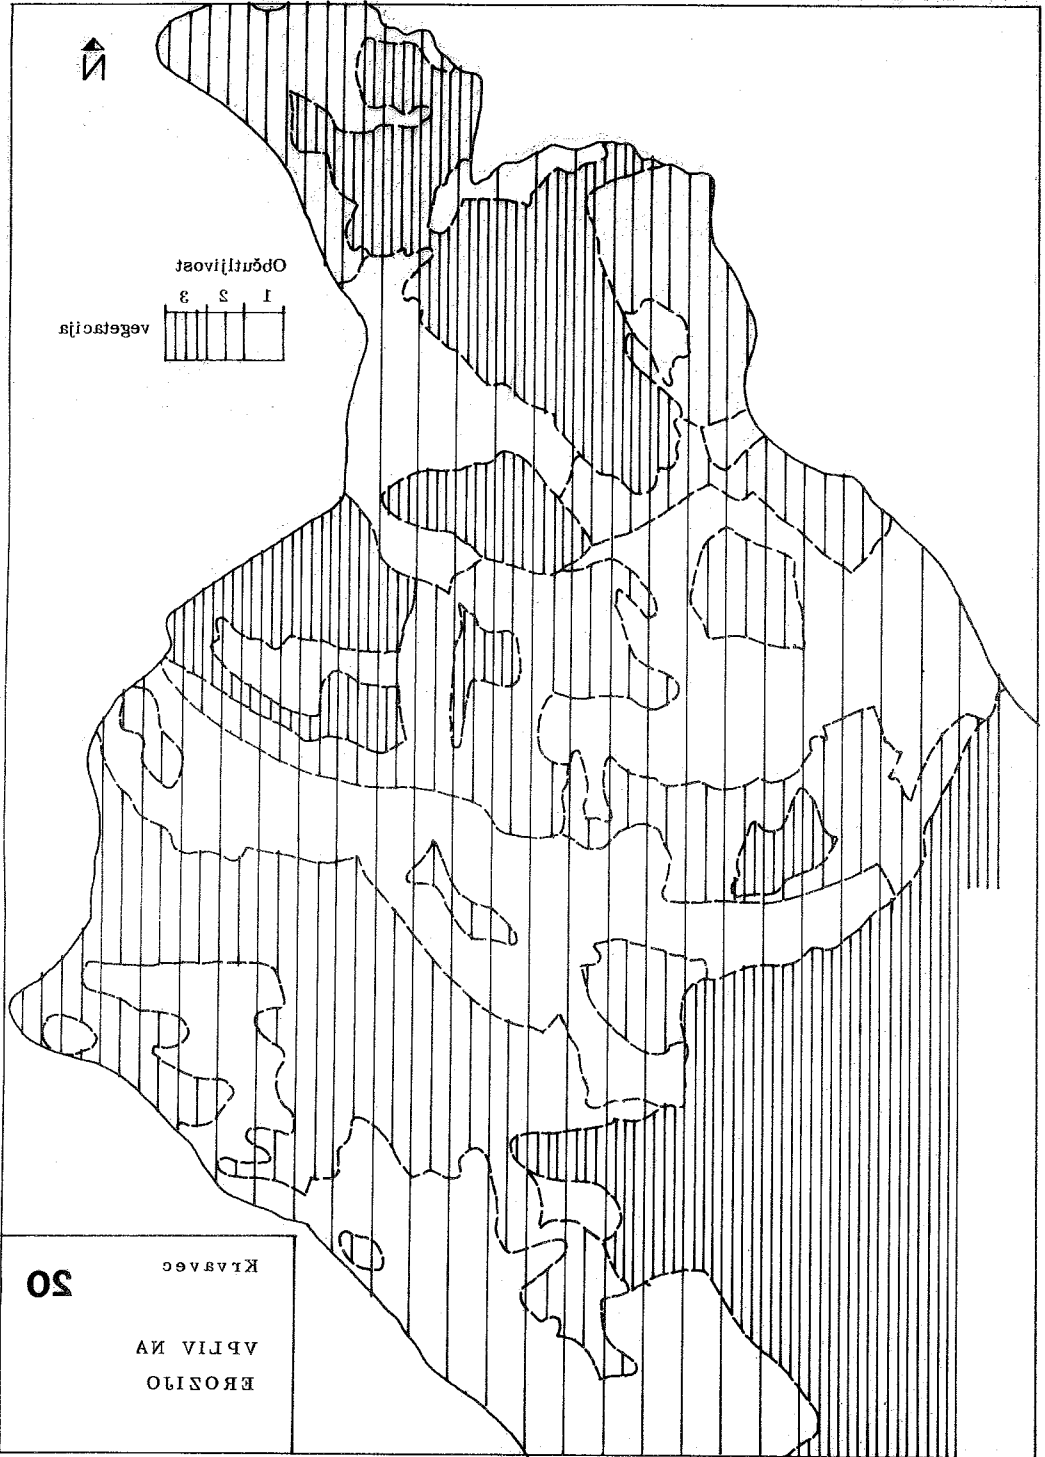 N
Občutljivost
1 2 3
vegetacija
Krvavec
20
VPLIV NA
EROZIJO